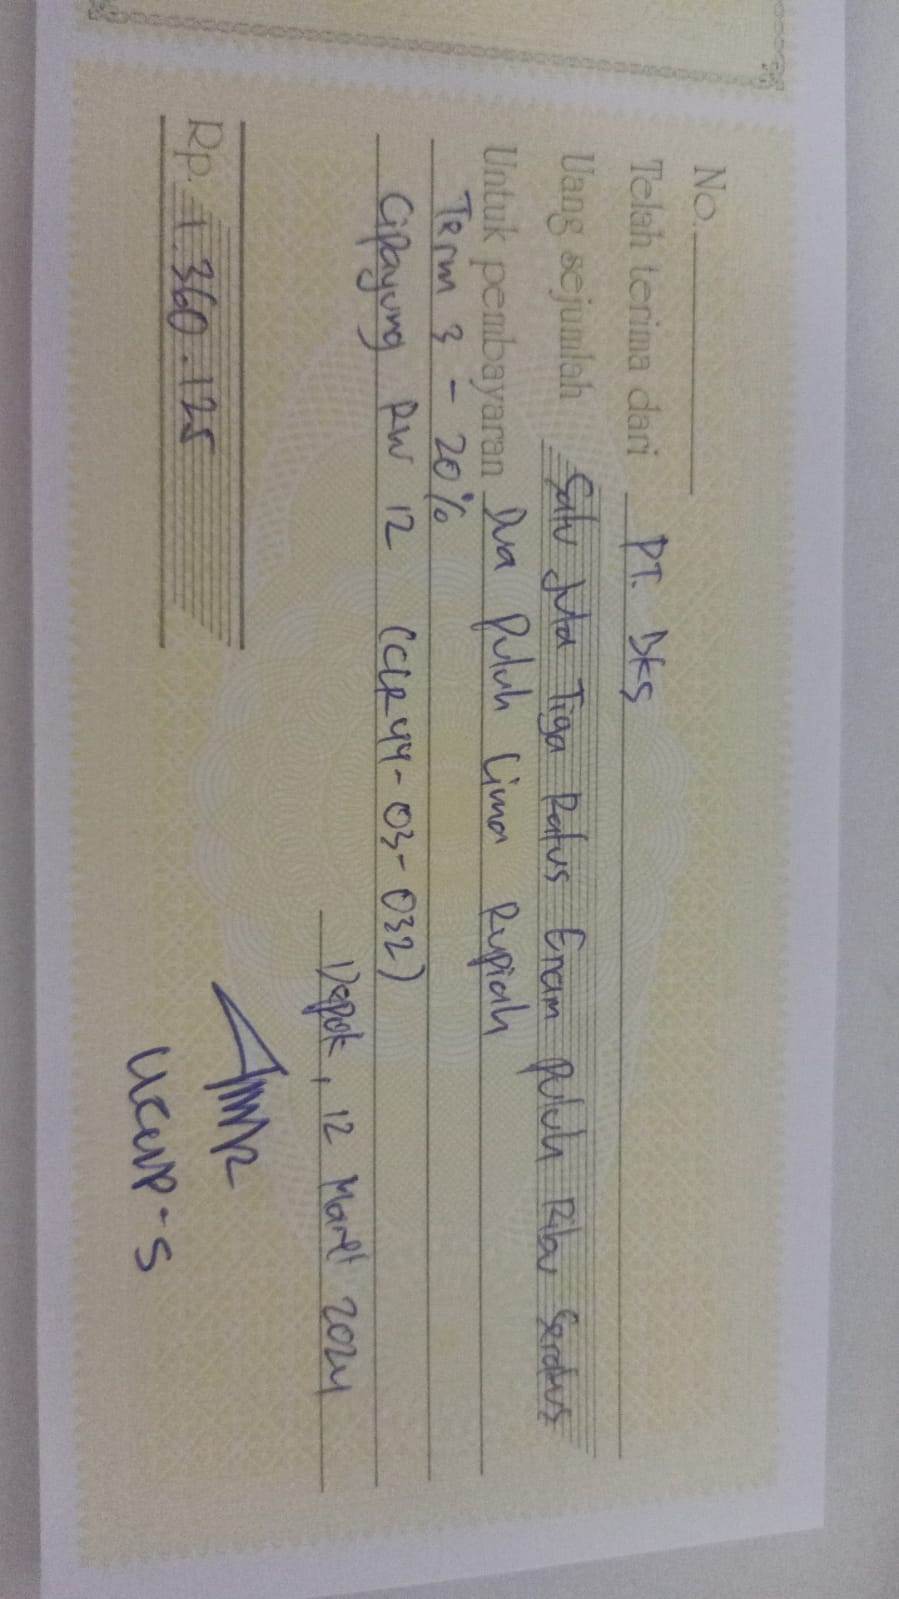 No.
Telah terima dari PT. DKS
Uang sejumlah Satu Juta Tiga Ratus Enam puluh Ribu Seratus
Untuk pembayaran Dua Puluh Lima Rupiah
Term 3 - 20%
Cipayung RW 12 (CLR44-03-032)
Depok, 12 Maret 2024
Rp. 1.360.125
Ucup-S